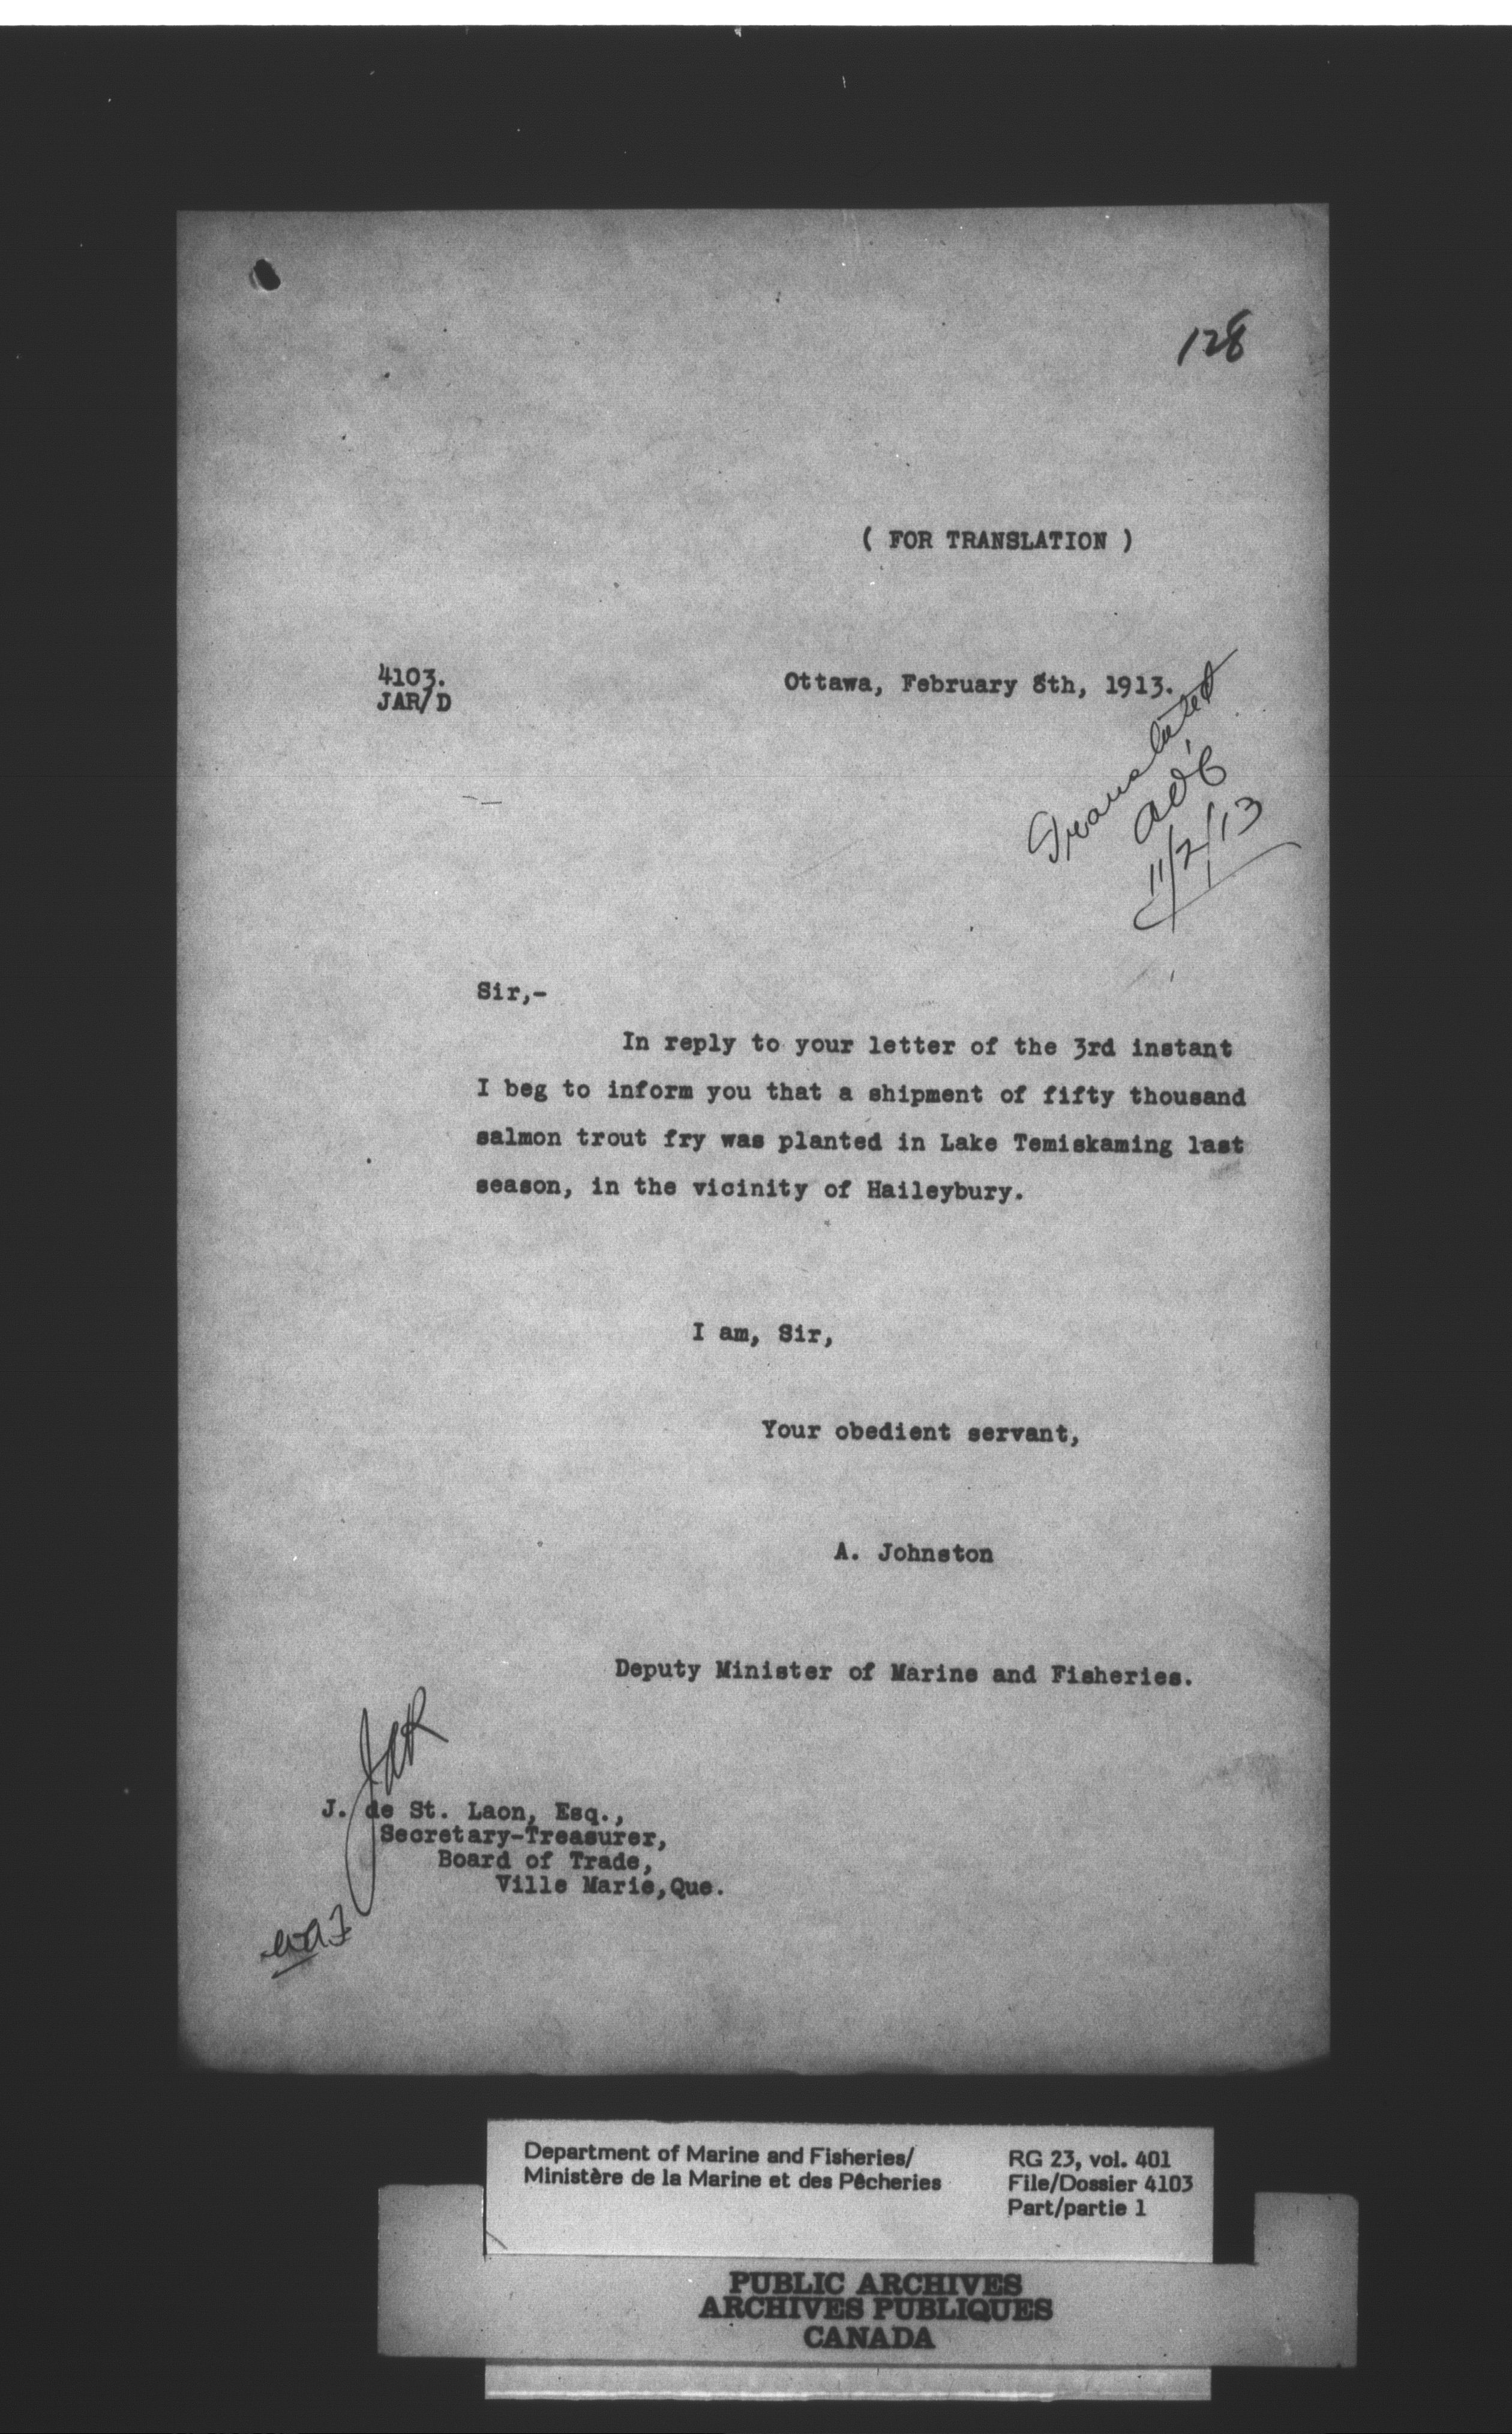 128
( FOR TRANSLATION )
4103.
JAR/D
Ottawa, February 8th, 1913.
Translated
11/2/13
Sir,-
In reply to your letter of the 3rd instant
I beg to inform you that a shipment of fifty thousand
salmon trout fry was planted in Lake Temiskaming last
season, in the vicinity of Haileybury.
I am, Sir,
Your obedient servant,
A. Johnston
Deputy Minister of Marine and Fisheries.
JAR
J. de St. Laon, Esq.,
Secretary-Treasurer,
Board of Trade,
Ville Marie, Que.
Department of Marine and Fisheries/
Ministère de la Marine et des Pêcheries
RG 23, vol. 401
File/Dossier 4103
Part/partie 1
PUBLIC ARCHIVES
ARCHIVES PUBLIQUES
CANADA